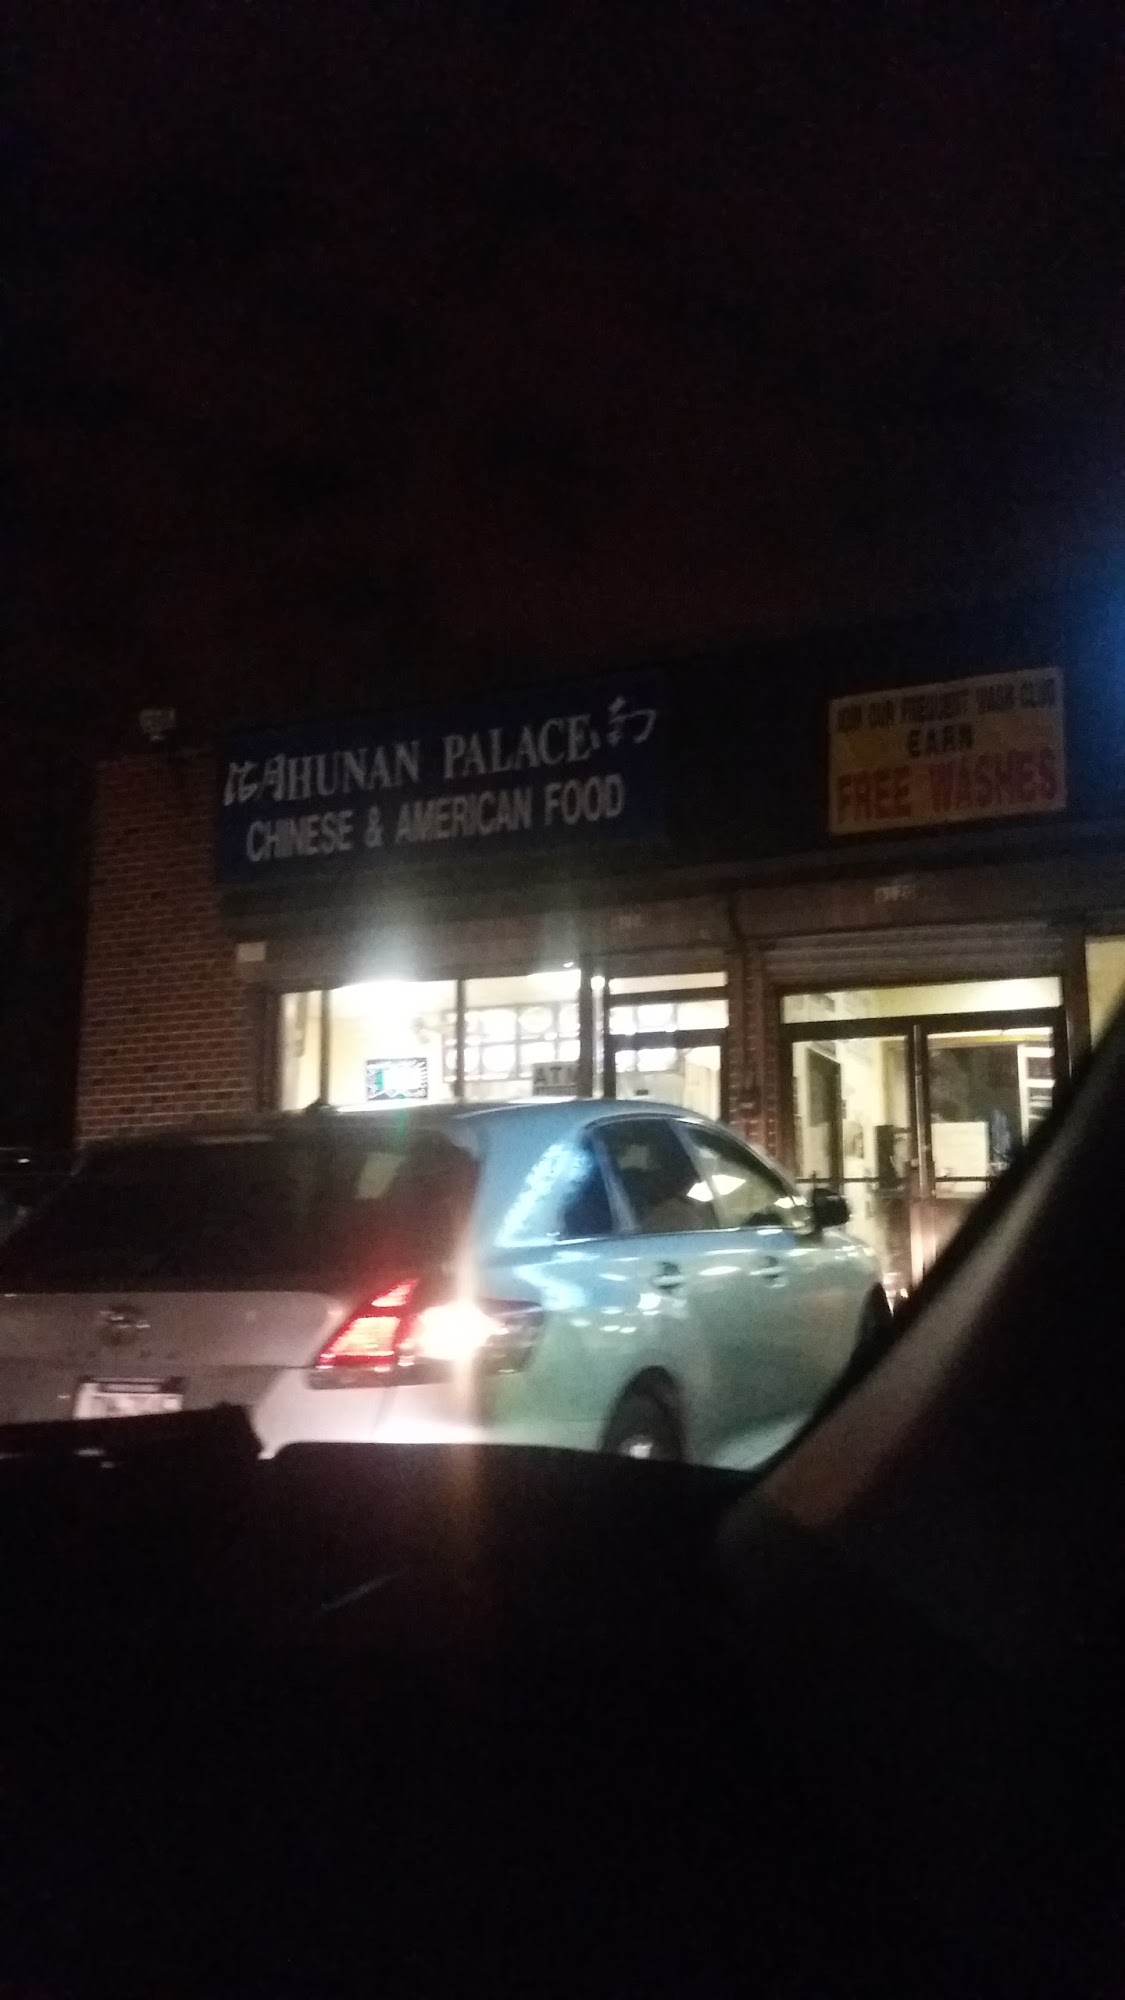 HUNAN PALACE
CHINESE & AMERICAN FOOD
JOIN OUR FREQUENT WASH CLUB
EARN
FREE WASHES
ATM